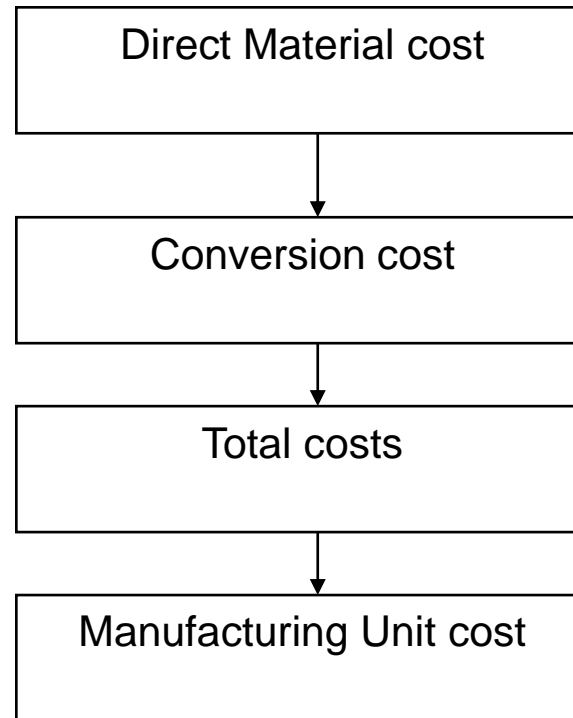 Direct Material cost
Conversion cost
Total costs
Manufacturing Unit cost